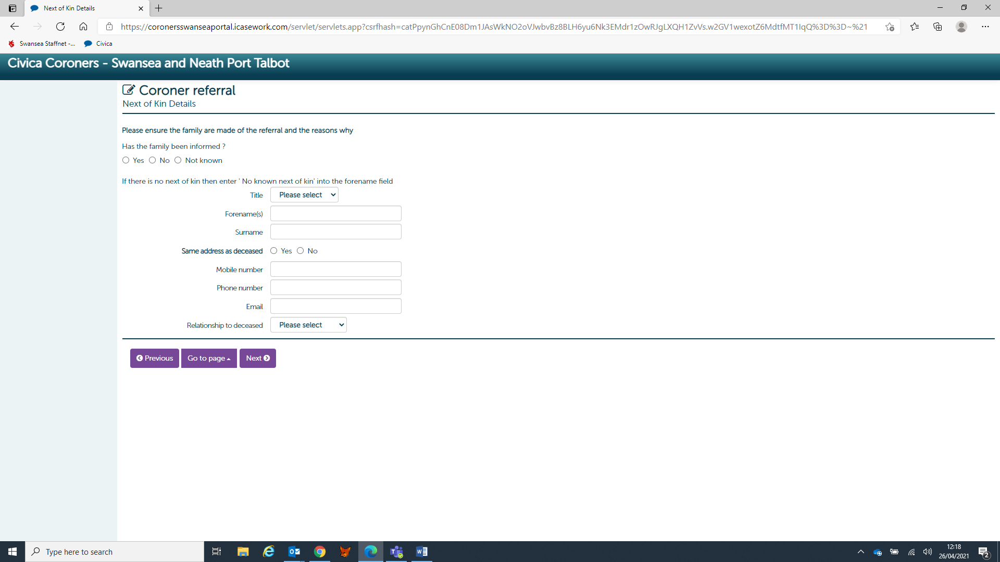 Next of Kin Details
https://coronersswanseaportal.icasework.com/servlet/servlets.app?csrfhash=catPpynGhCnE08Dm1JAsWkNO2oVJwbvBz8BLH6yu6Nk3EMdr1zOwRJgLXQH1ZvVs.w2GV1wexotZ6MdtfMT1IqQ%3D%3D~%21
Swansea Staffnet -... Civica
Civica Coroners - Swansea and Neath Port Talbot
Coroner referral
Next of Kin Details
Please ensure the family are made of the referral and the reasons why
Has the family been informed ?
Yes No Not known
If there is no next of kin then enter ' No known next of kin' into the forename field
Title Please select
Forename(s)
Surname
Same address as deceased Yes No
Mobile number
Phone number
Email
Relationship to deceased Please select
Previous Go to page Next
Type here to search
12:18
26/04/2021
2